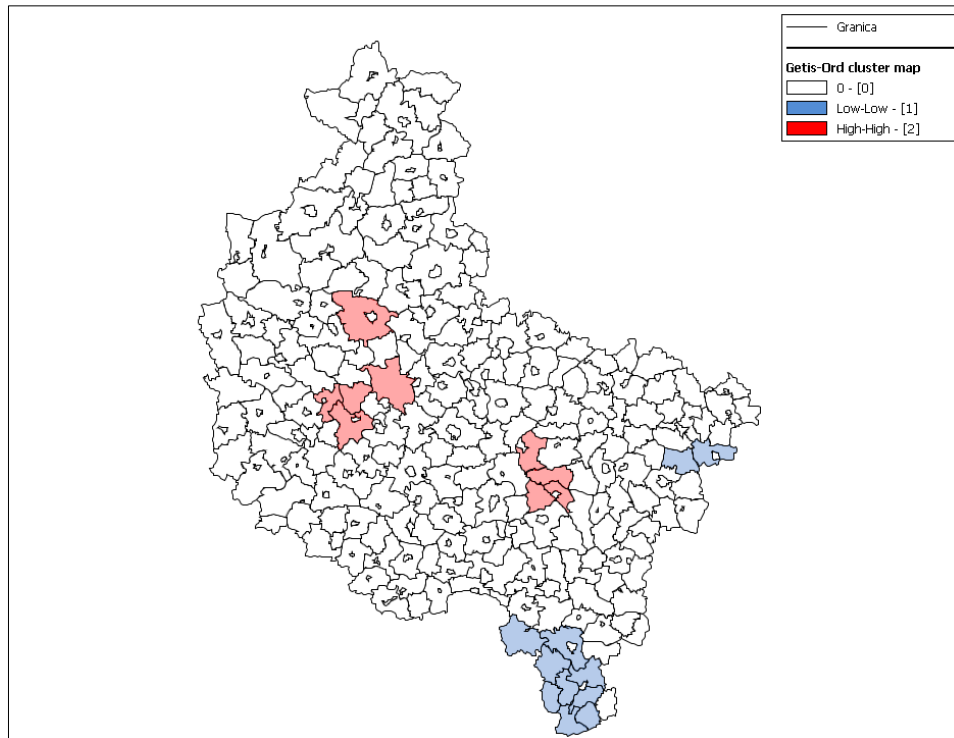 Granica
Getis-Ord cluster map
0 - [0]
Low-Low - [1]
High-High - [2]